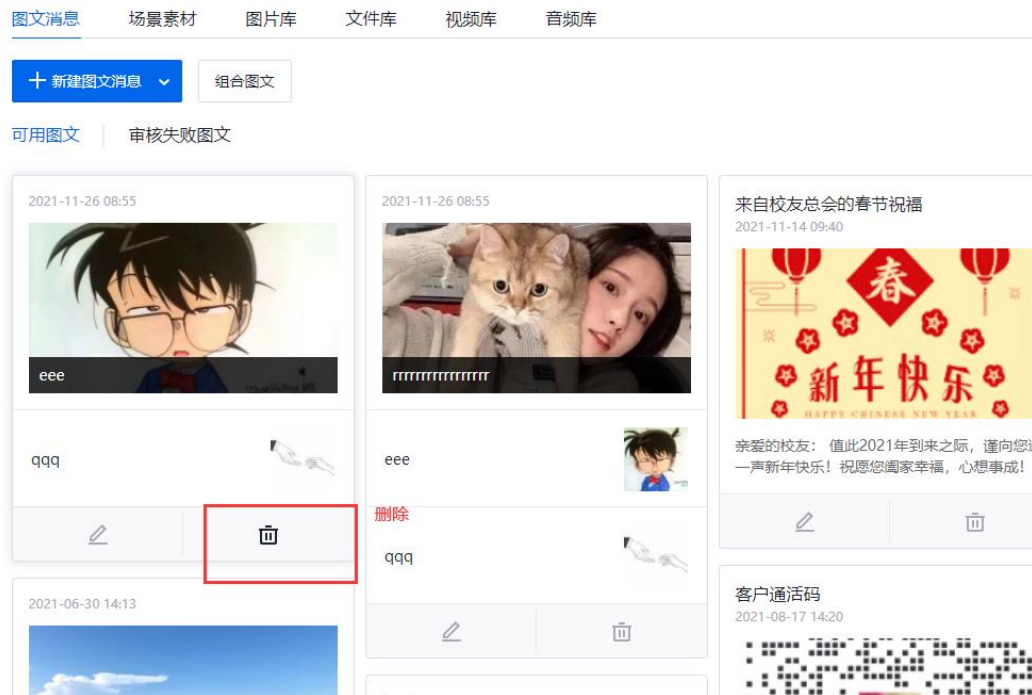 图文消息 场景素材 图片库 文件库 视频库 音频库
新建图文消息 组合图文
可用图文 审核失败图文
2021-11-26 08:55
eee
qqq
2021-11-26 08:55
rrrrrrrrrrrrrrrrr
eee
删除
qqq
来自校友总会的春节祝福
2021-11-14 09:40
春
新年快乐
HAPPY CHINESE NEW YEAR
亲爱的校友： 值此2021年到来之际，谨向您
一声新年快乐！祝愿您阖家幸福，心想事成！
2021-06-30 14:13
客户通活码
2021-08-17 14:20